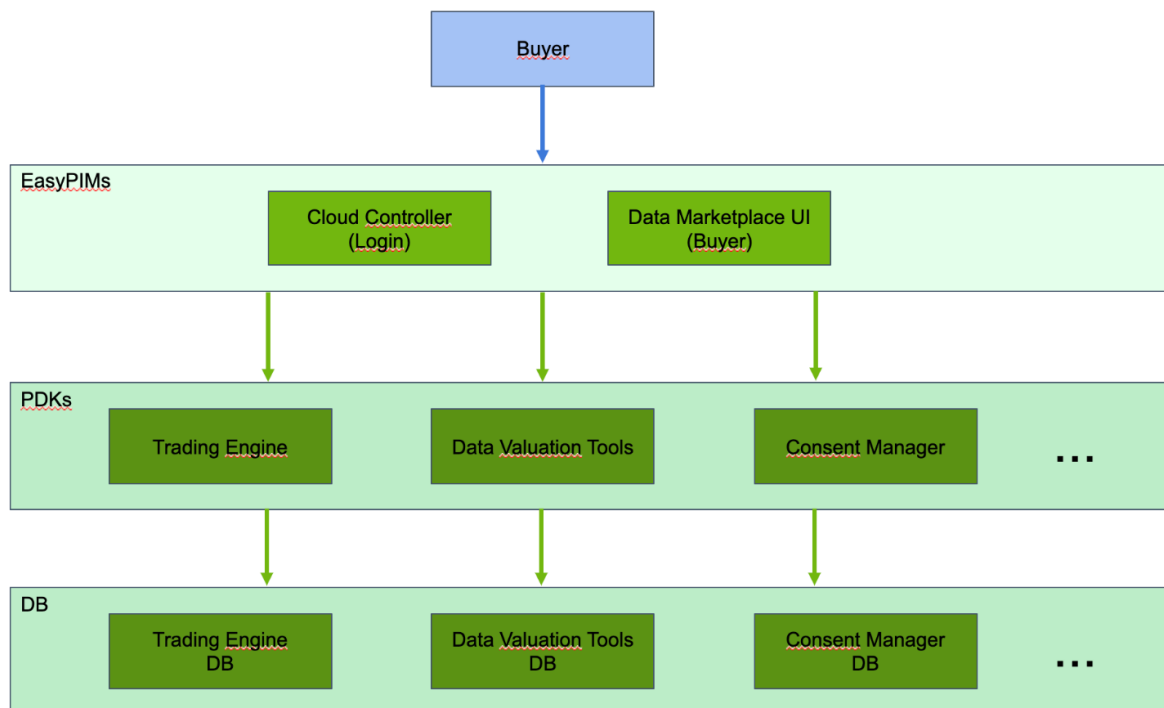 Buyer
EasyPIMs
Cloud Controller
(Login)
Data Marketplace UI
(Buyer)
PDKs
Trading Engine
Data Valuation Tools
Consent Manager
...
DB
Trading Engine
DB
Data Valuation Tools
DB
Consent Manager
DB
...